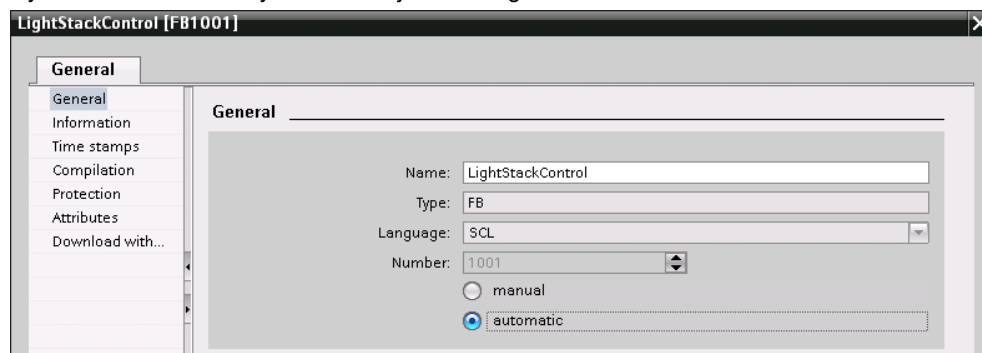 LightStackControl [FB1001]
General
General
Information
Time stamps
Compilation
Protection
Attributes
Download with...
General
Name: LightStackControl
Type: FB
Language: SCL
Number: 1001
manual
automatic